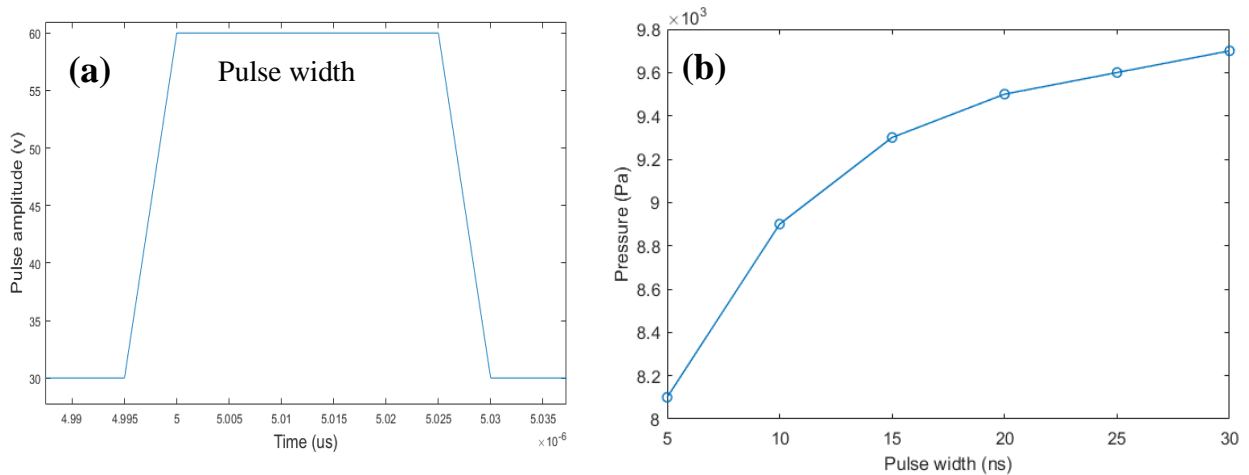 (a)
Pulse width
Pulse amplitude (v)
60
55
50
45
40
35
30
4.99 4.995 5 5.005 5.01 5.015 5.02 5.025 5.03 5.035
Time (us)
×10-6
×10³
(b)
Pressure (Pa)
9.8
9.6
9.4
9.2
9
8.8
8.6
8.4
8.2
8
5 10 15 20 25 30
Pulse width (ns)